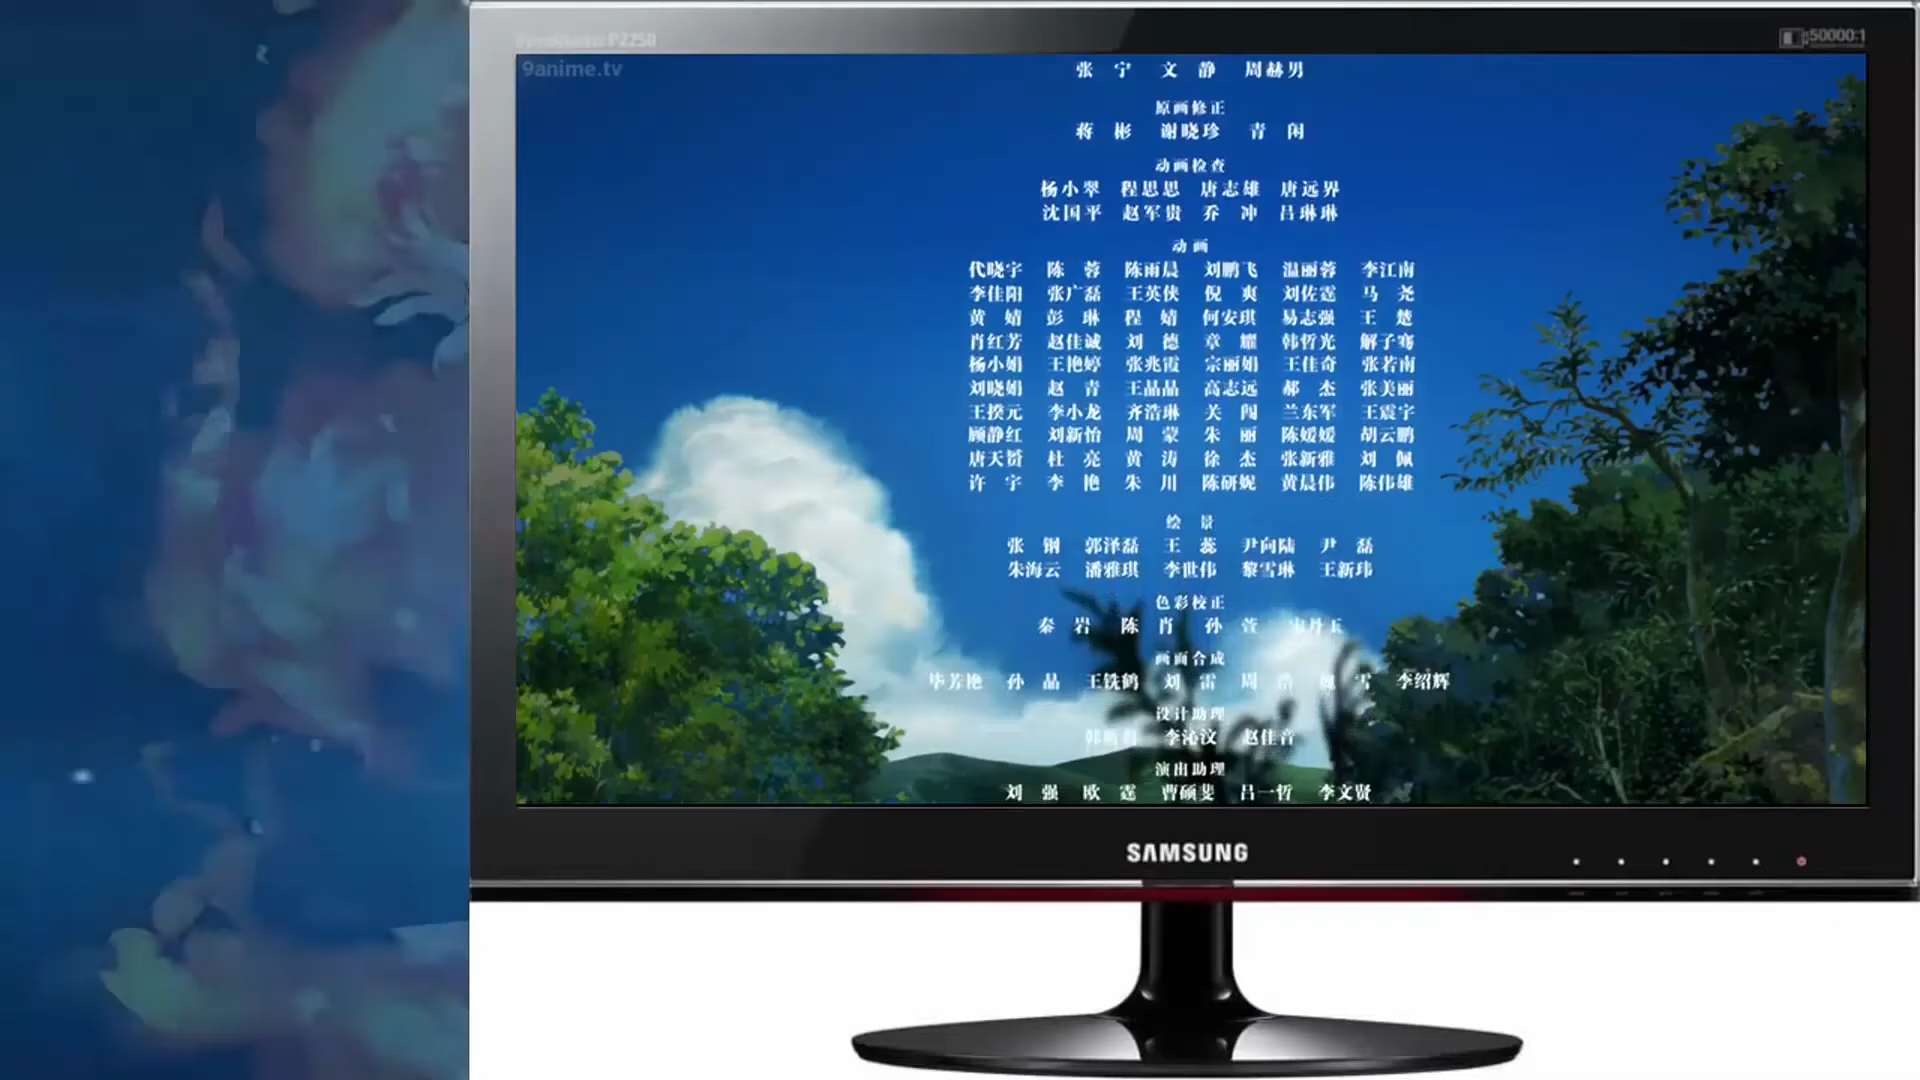 P2250
50000:1
9anime.tv
张 宁 文 静 周赫男
原画修正
蒋 彬 谢晓珍 青 闲
动画检查
杨小翠 程思思 唐志雄 唐远界
沈国平 赵军贵 乔 冲 吕琳琳
动画
代晓宇 陈 蓉 陈雨晨 刘鹏飞 温丽蓉 李江南
李佳阳 张广磊 王英侠 倪 爽 刘佐霆 马 尧
黄 婧 彭 琳 程 婧 何安琪 易志强 王 楚
肖红芳 赵佳诚 刘 德 章 耀 韩哲光 解子骞
杨小娟 王艳婷 张兆霞 宗丽娟 王佳奇 张若南
刘晓娟 赵 青 王晶晶 高志远 郝 杰 张美丽
王揆元 李小龙 齐浩琳 关 闯 兰东军 王震宇
顾静红 刘新怡 周 蒙 朱 丽 陈媛媛 胡云鹏
唐天赟 杜 亮 黄 涛 徐 杰 张新雅 刘 佩
许 宇 李 艳 朱 川 陈研妮 黄晨伟 陈伟雄
绘 景
张 钢 郭泽磊 王 蕊 尹向陆 尹 磊
朱海云 潘雅琪 李世伟 黎雪琳 王新玮
色彩校正
秦 岩 陈 肖 孙 萱
画面合成
毕芳艳 孙 晶 王铁鹤 刘 雷 周 浩 魏 雪 李绍辉
设计助理
李沁汶 赵佳音
演出助理
刘 强 欧 霆 曹硕斐 吕一哲 李文贤
SAMSUNG